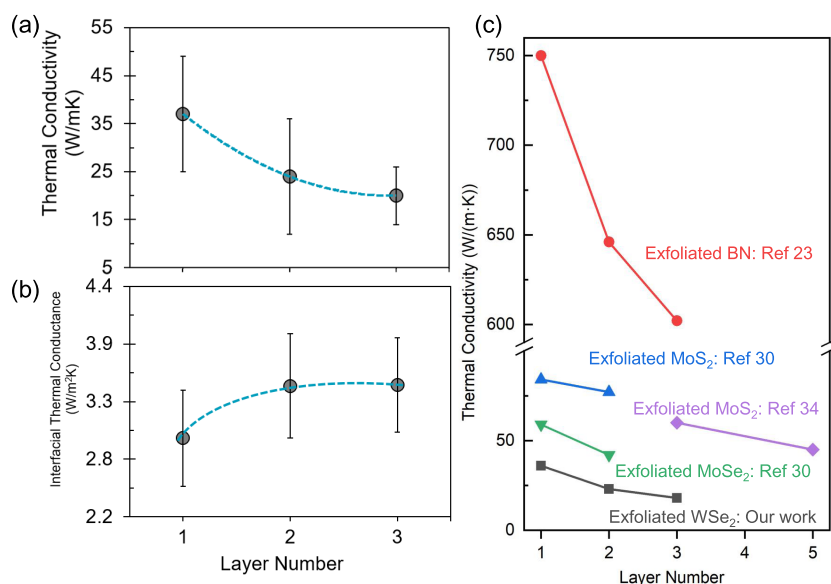 (a)
Thermal Conductivity
(W/mK)
55
45
35
25
15
5
1
2
3
(b)
Interfacial Thermal Conductance
(W/m²K)
4.4
3.9
3.3
2.8
2.2
1
2
3
Layer Number
(c)
Thermal Conductivity (W/(m·K))
750
700
650
600
50
0
Exfoliated BN: Ref 23
Exfoliated MoS₂: Ref 30
Exfoliated MoS₂: Ref 34
Exfoliated MoSe₂: Ref 30
Exfoliated WSe₂: Our work
1
2
3
4
5
Layer Number